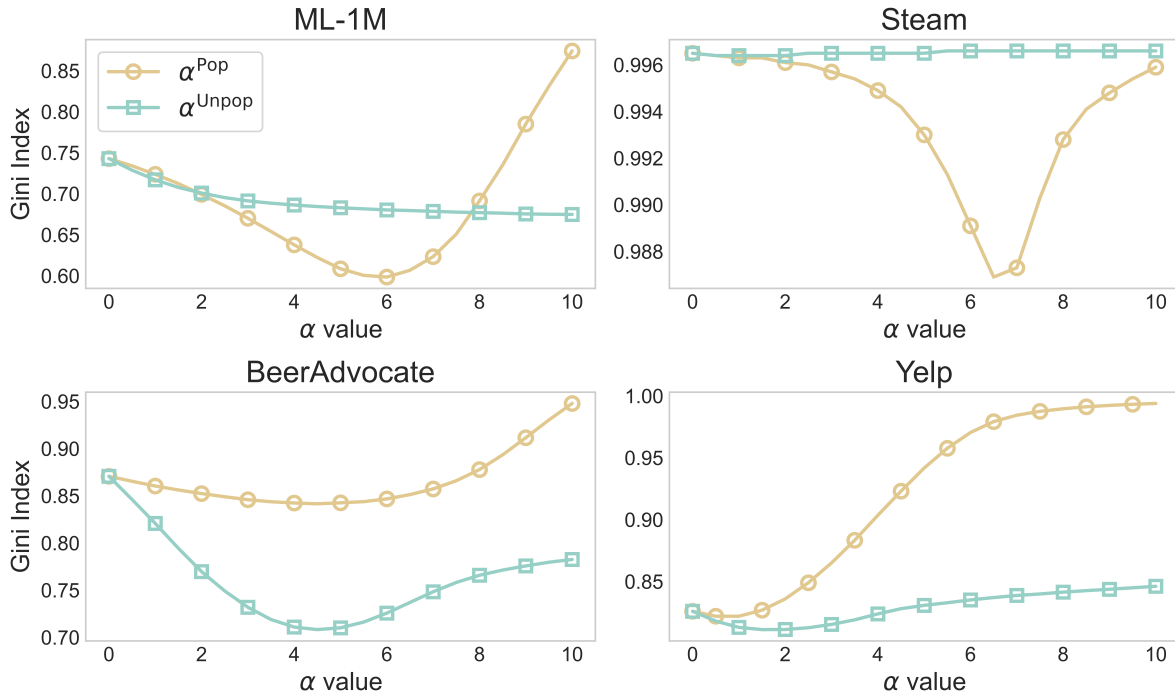 ML-1M
Gini Index
0.85
0.80
0.75
0.70
0.65
0.60
α^Pop
α^Unpop
0 2 4 6 8 10
α value
Steam
0.996
0.994
0.992
0.990
0.988
0 2 4 6 8 10
α value
BeerAdvocate
Gini Index
0.95
0.90
0.85
0.80
0.75
0.70
0 2 4 6 8 10
α value
Yelp
1.00
0.95
0.90
0.85
0 2 4 6 8 10
α value